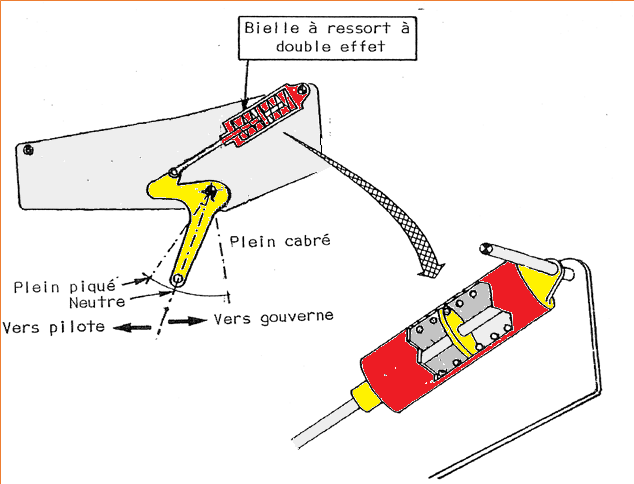 Bielle à ressort à
double effet
Plein cabré
Plein piqué
Neutre
Vers pilote
Vers gouverne